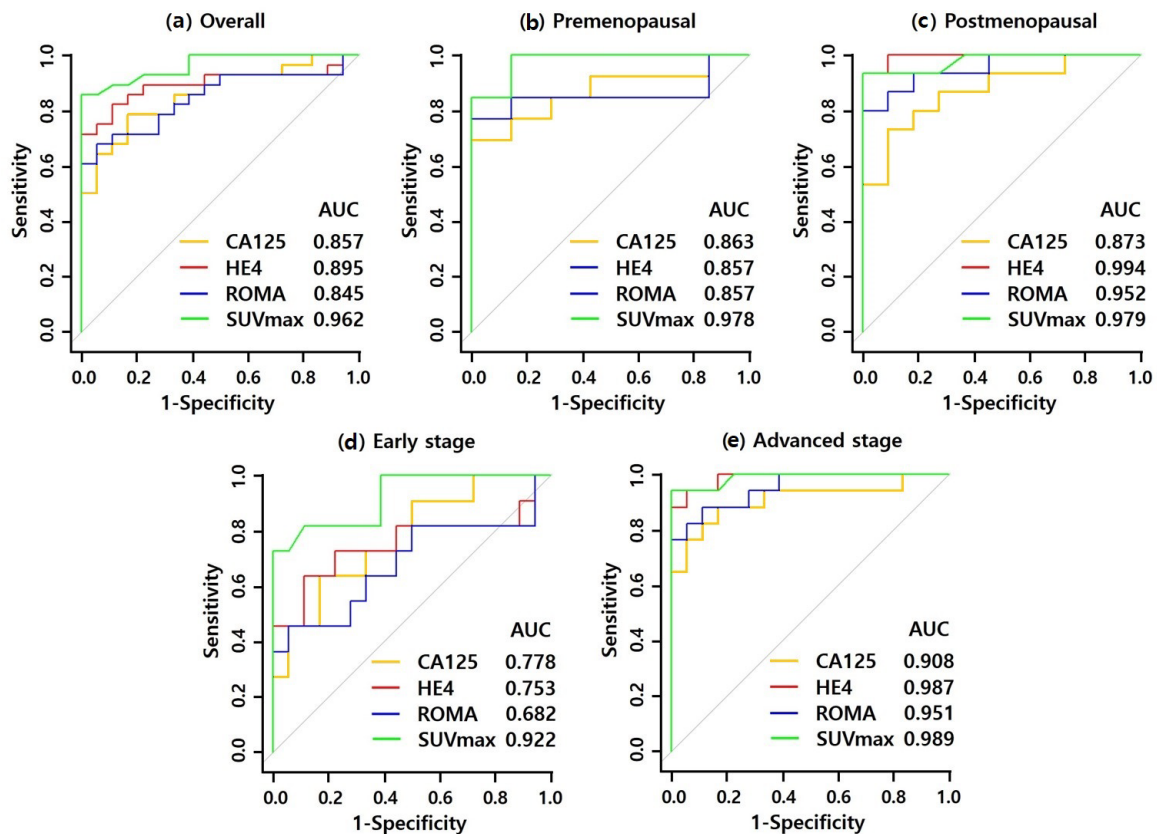 (a) Overall
Sensitivity
0.0 0.2 0.4 0.6 0.8 1.0
AUC
CA125 0.857
HE4 0.895
ROMA 0.845
SUVmax 0.962
0.0 0.2 0.4 0.6 0.8 1.0
1-Specificity
(b) Premenopausal
Sensitivity
0.0 0.2 0.4 0.6 0.8 1.0
AUC
CA125 0.863
HE4 0.857
ROMA 0.857
SUVmax 0.978
0.0 0.2 0.4 0.6 0.8 1.0
1-Specificity
(c) Postmenopausal
Sensitivity
0.0 0.2 0.4 0.6 0.8 1.0
AUC
CA125 0.873
HE4 0.994
ROMA 0.952
SUVmax 0.979
0.0 0.2 0.4 0.6 0.8 1.0
1-Specificity
(d) Early stage
Sensitivity
0.0 0.2 0.4 0.6 0.8 1.0
AUC
CA125 0.778
HE4 0.753
ROMA 0.682
SUVmax 0.922
0.0 0.2 0.4 0.6 0.8 1.0
1-Specificity
(e) Advanced stage
Sensitivity
0.0 0.2 0.4 0.6 0.8 1.0
AUC
CA125 0.908
HE4 0.987
ROMA 0.951
SUVmax 0.989
0.0 0.2 0.4 0.6 0.8 1.0
1-Specificity